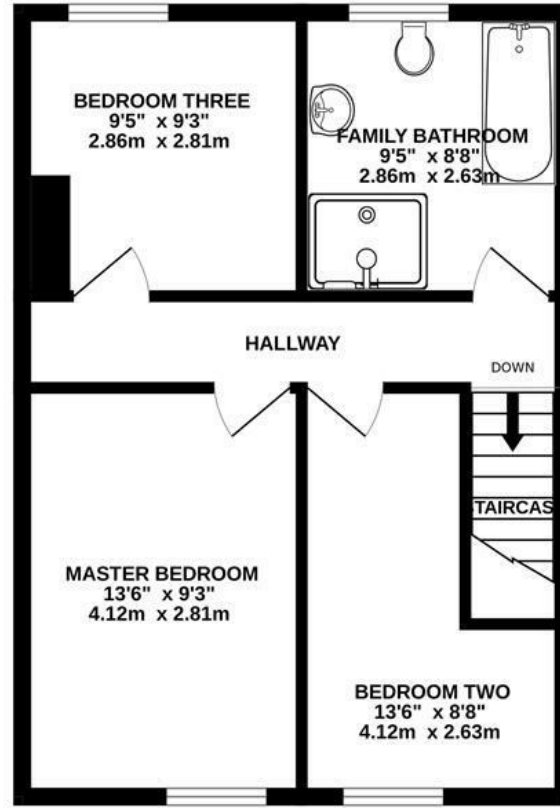 BEDROOM THREE
9'5" x 9'3"
2.86m x 2.81m
FAMILY BATHROOM
9'5" x 8'8"
2.86m x 2.63m
HALLWAY
DOWN
TAIRCAS
MASTER BEDROOM
13'6" x 9'3"
4.12m x 2.81m
BEDROOM TWO
13'6" x 8'8"
4.12m x 2.63m